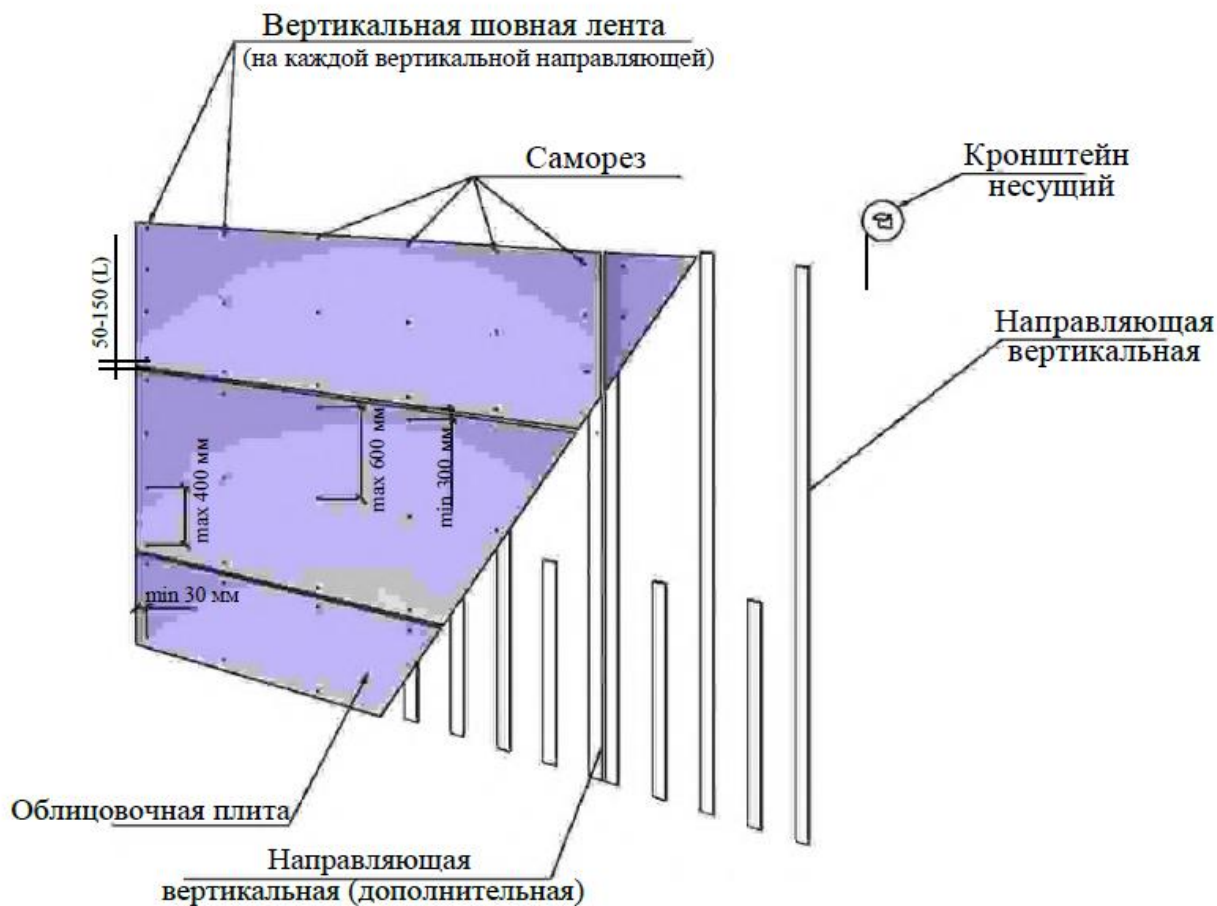 Вертикальная шовная лента
(на каждой вертикальной направляющей)
Саморез
Кронштейн
несущий
50-150 (L)
Направляющая
вертикальная
max 400 мм
max 600 мм
min 300 мм
min 30 мм
Облицовочная плита
Направляющая
вертикальная (дополнительная)